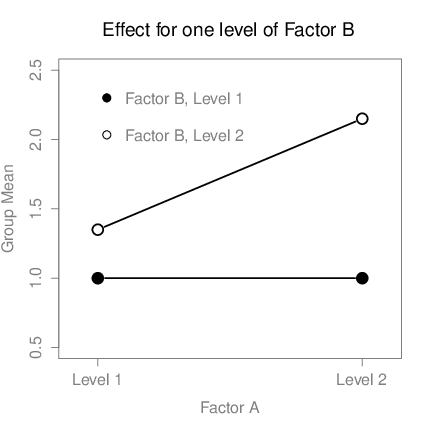 Effect for one level of Factor B
2.5
Factor B, Level 1
Factor B, Level 2
2.0
1.5
1.0
0.5
Group Mean
Level 1
Level 2
Factor A